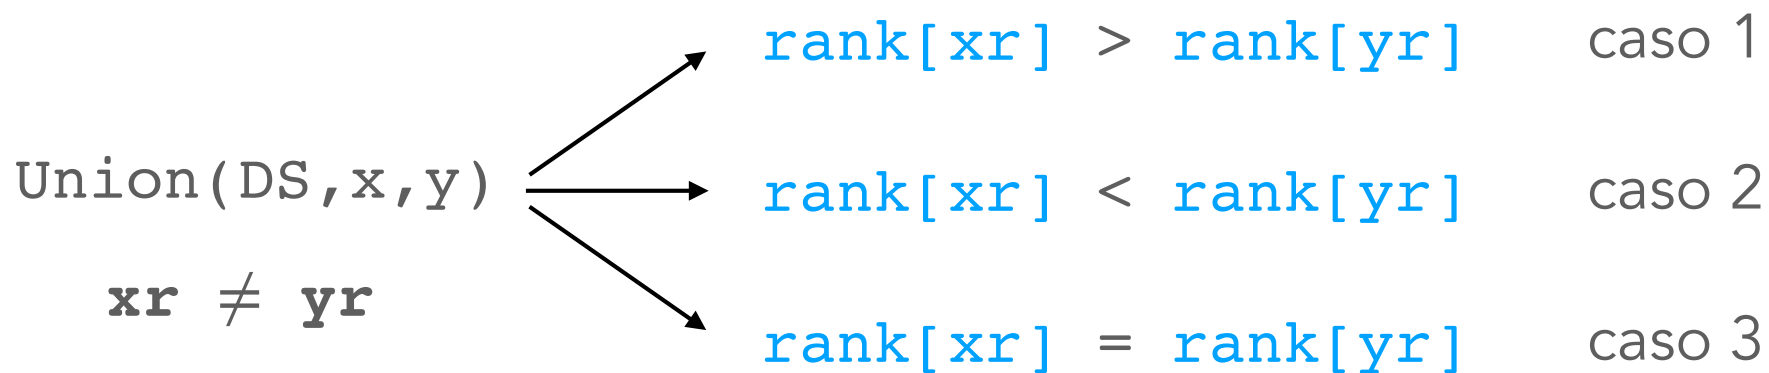 rank[xr] > rank[yr] caso 1
Union(DS,x,y)
rank[xr] < rank[yr] caso 2
xr ≠ yr
rank[xr] = rank[yr] caso 3